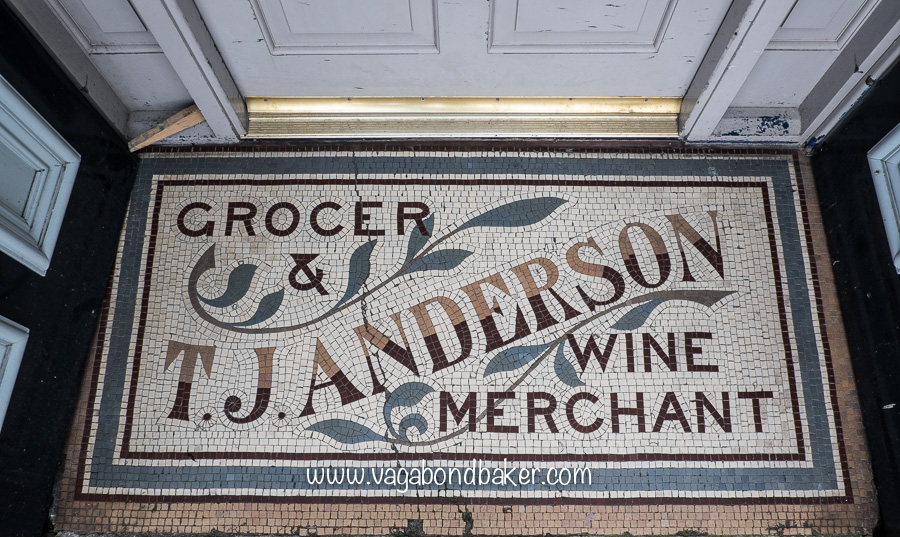 GROCER
&
T.J. ANDERSON
WINE
MERCHANT
www.vagabondbaker.com